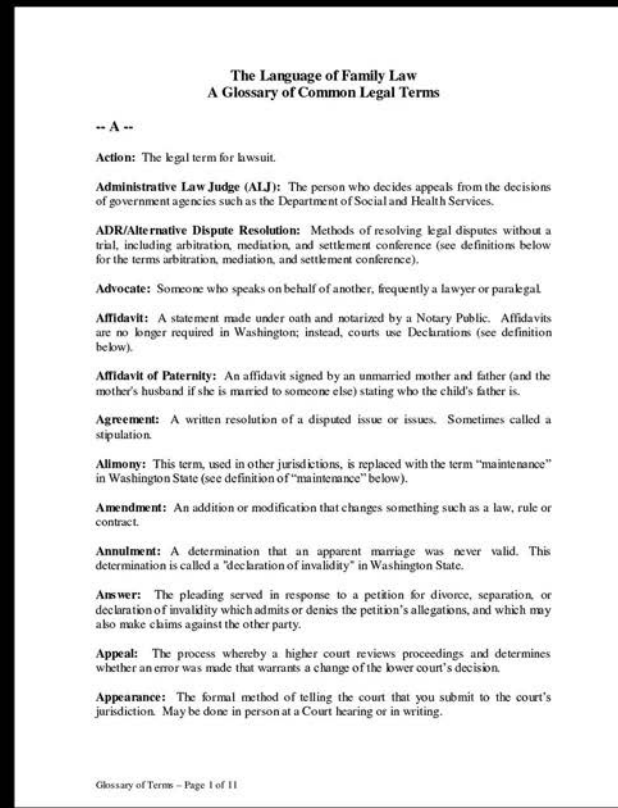 The Language of Family Law
A Glossary of Common Legal Terms
-- A --
Action: The legal term for lawsuit.
Administrative Law Judge (ALJ): The person who decides appeals from the decisions
of government agencies such as the Department of Social and Health Services.
ADR/Alternative Dispute Resolution: Methods of resolving legal disputes without a
trial, including arbitration, mediation, and settlement conference (see definitions below
for the terms arbitration, mediation, and settlement conference).
Advocate: Someone who speaks on behalf of another, frequently a lawyer or paralegal.
Affidavit: A statement made under oath and notarized by a Notary Public. Affidavits
are no longer required in Washington; instead, courts use Declarations (see definition
below).
Affidavit of Paternity: An affidavit signed by an unmarried mother and father (and the
mother's husband if she is married to someone else) stating who the child's father is.
Agreement: A written resolution of a disputed issue or issues. Sometimes called a
stipulation.
Alimony: This term, used in other jurisdictions, is replaced with the term “maintenance”
in Washington State (see definition of “maintenance” below).
Amendment: An addition or modification that changes something such as a law, rule or
contract.
Annulment: A determination that an apparent marriage was never valid. This
determination is called a "declaration of invalidity" in Washington State.
Answer: The pleading served in response to a petition for divorce, separation, or
declaration of invalidity which admits or denies the petition’s allegations, and which may
also make claims against the other party.
Appeal: The process whereby a higher court reviews proceedings and determines
whether an error was made that warrants a change of the lower court’s decision.
Appearance: The formal method of telling the court that you submit to the court’s
jurisdiction. May be done in person at a Court hearing or in writing.
Glossary of Terms – Page 1 of 11